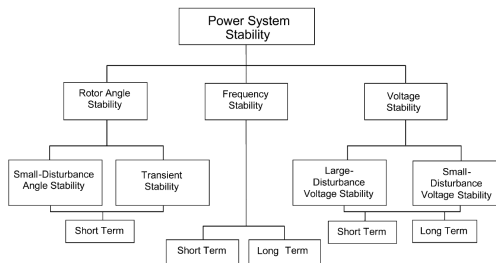 Power System
Stability
Rotor Angle
Stability
Frequency
Stability
Voltage
Stability
Small-Disturbance
Angle Stability
Transient
Stability
Large-
Disturbance
Voltage Stability
Small-
Disturbance
Voltage Stability
Short Term
Short Term
Long Term
Short Term
Long Term